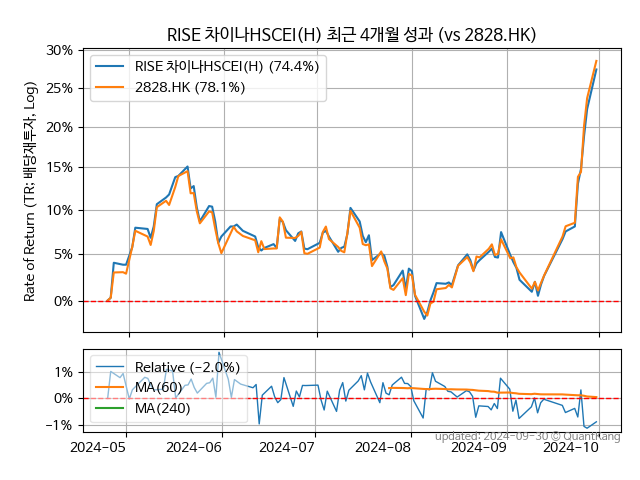 RISE 차이나HSCEI(H) 최근 4개월 성과 (vs 2828.HK)
Rate of Return (TR: 배당재투자, Log)
30%
25%
20%
15%
10%
5%
0%
RISE 차이나HSCEI(H) (74.4%)
2828.HK (78.1%)
1%
0%
−1%
Relative (−2.0%)
MA(60)
MA(240)
2024-05
2024-06
2024-07
2024-08
2024-09
2024-10
updated: 2024-09-30 © QuantKang